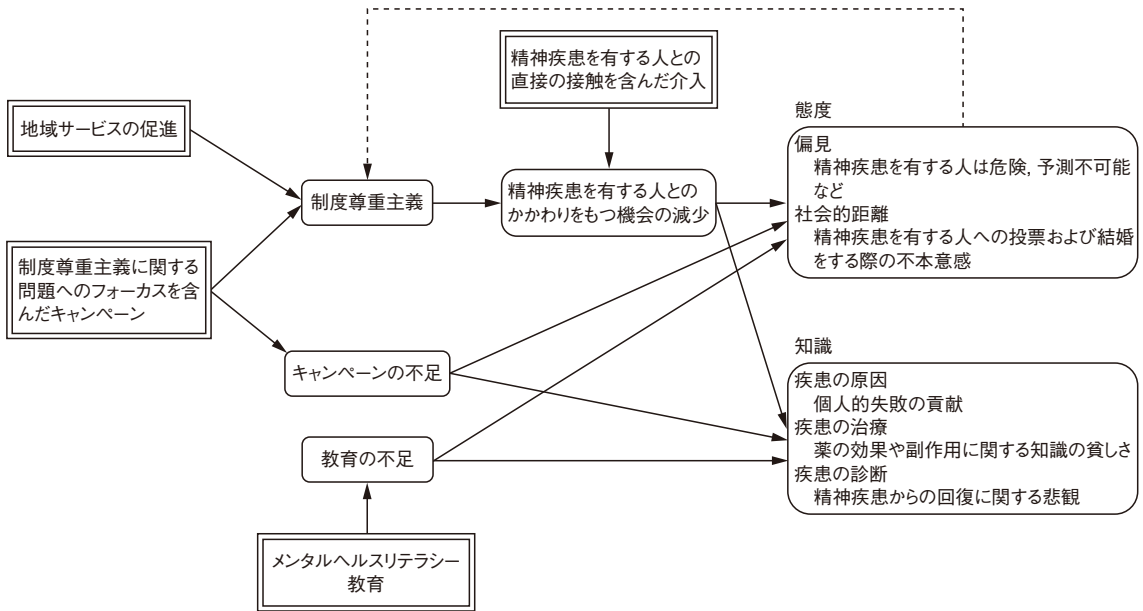 精神疾患を有する人との
直接の接触を含んだ介入
地域サービスの促進
制度尊重主義
精神疾患を有する人との
かかわりをもつ機会の減少
態度
偏見
精神疾患を有する人は危険, 予測不可能
など
社会的距離
精神疾患を有する人への投票および結婚
をする際の不本意感
制度尊重主義に関する
問題へのフォーカスを含
んだキャンペーン
キャンペーンの不足
知識
疾患の原因
個人的失敗の貢献
疾患の治療
薬の効果や副作用に関する知識の貧しさ
疾患の診断
精神疾患からの回復に関する悲観
教育の不足
メンタルヘルスリテラシー
教育